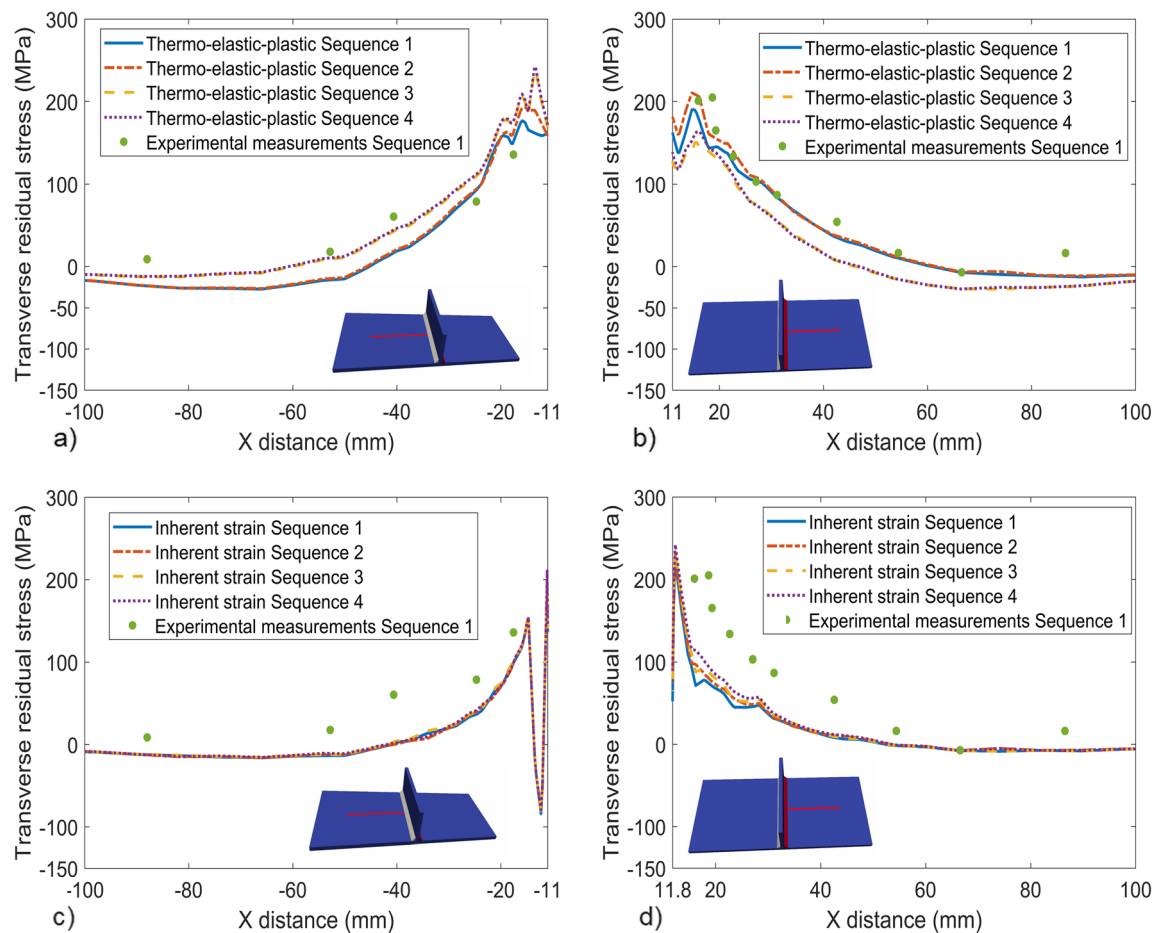 300
Thermo-elastic-plastic Sequence 1
Thermo-elastic-plastic Sequence 2
Thermo-elastic-plastic Sequence 3
Thermo-elastic-plastic Sequence 4
Experimental measurements Sequence 1
200
100
0
-50
-100
-150
Transverse residual stress (MPa)
-100
-80
-60
-40
-20
-11
a)
X distance (mm)
300
Thermo-elastic-plastic Sequence 1
Thermo-elastic-plastic Sequence 2
Thermo-elastic-plastic Sequence 3
Thermo-elastic-plastic Sequence 4
Experimental measurements Sequence 1
200
100
0
-50
-100
-150
Transverse residual stress (MPa)
11
20
40
60
80
100
b)
X distance (mm)
300
Inherent strain Sequence 1
Inherent strain Sequence 2
Inherent strain Sequence 3
Inherent strain Sequence 4
Experimental measurements Sequence 1
200
100
0
-100
-150
Transverse residual stress (MPa)
-100
-80
-60
-40
-20
-11
c)
X distance (mm)
300
Inherent strain Sequence 1
Inherent strain Sequence 2
Inherent strain Sequence 3
Inherent strain Sequence 4
Experimental measurements Sequence 1
200
100
0
-100
-150
Transverse residual stress (MPa)
11.8
20
40
60
80
100
d)
X distance (mm)